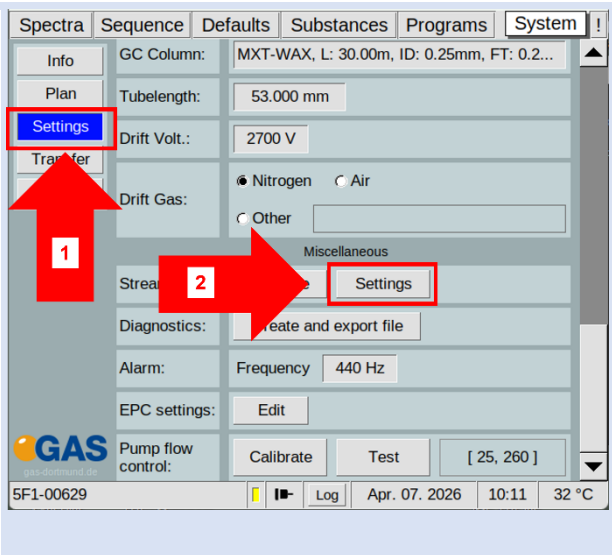 Spectra Sequence Defaults Substances Programs System !
Info
Plan
Settings
GC Column: MXT-WAX, L: 30.00m, ID: 0.25mm, FT: 0.2...
Tubelength: 53.000 mm
Drift Volt.: 2700 V
Drift Gas: Nitrogen Air
Other
1
Miscellaneous
2
Settings
Diagnostics: and export file
Alarm: Frequency 440 Hz
EPC settings: Edit
GAS
gas-dortmund.de
Pump flow control: Calibrate Test [ 25, 260 ]
5F1-00629 Log Apr. 07. 2026 10:11 32 °C